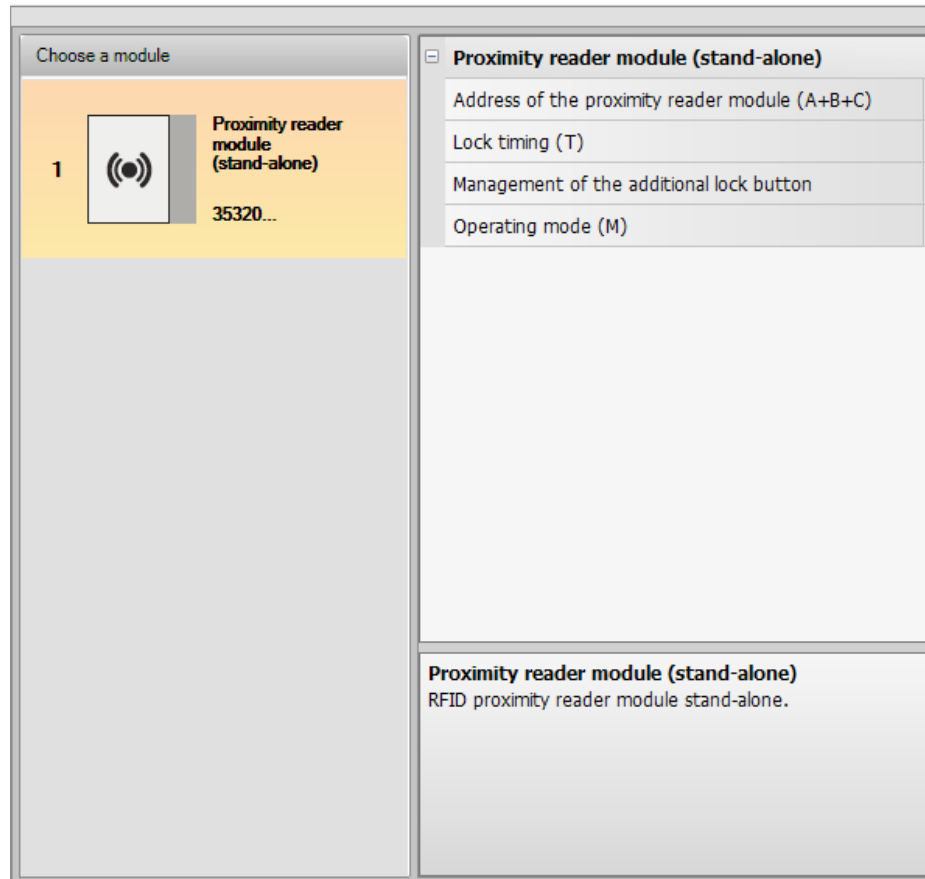 Choose a module
1
Proximity reader
module
(stand-alone)
35320...
Proximity reader module (stand-alone)
Address of the proximity reader module (A+B+C)
Lock timing (T)
Management of the additional lock button
Operating mode (M)
Proximity reader module (stand-alone)
RFID proximity reader module stand-alone.